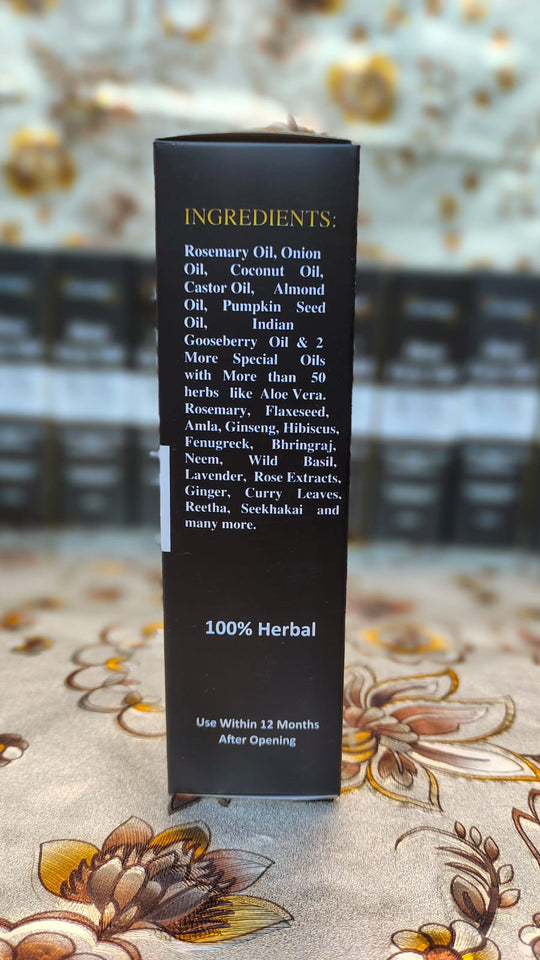 INGREDIENTS:
Rosemary Oil, Onion
Oil, Coconut Oil,
Castor Oil, Almond
Oil, Pumpkin Seed
Oil, Indian
Gooseberry Oil & 2
More Special Oils
with More than 50
herbs like Aloe Vera.
Rosemary, Flaxeseed,
Amla, Ginseng, Hibiscus,
Fenugreck, Bhringraj,
Neem, Wild Basil,
Lavender, Rose Extracts,
Ginger, Curry Leaves,
Reetha, Seekhakai and
many more.
100% Herbal
Use Within 12 Months
After Opening